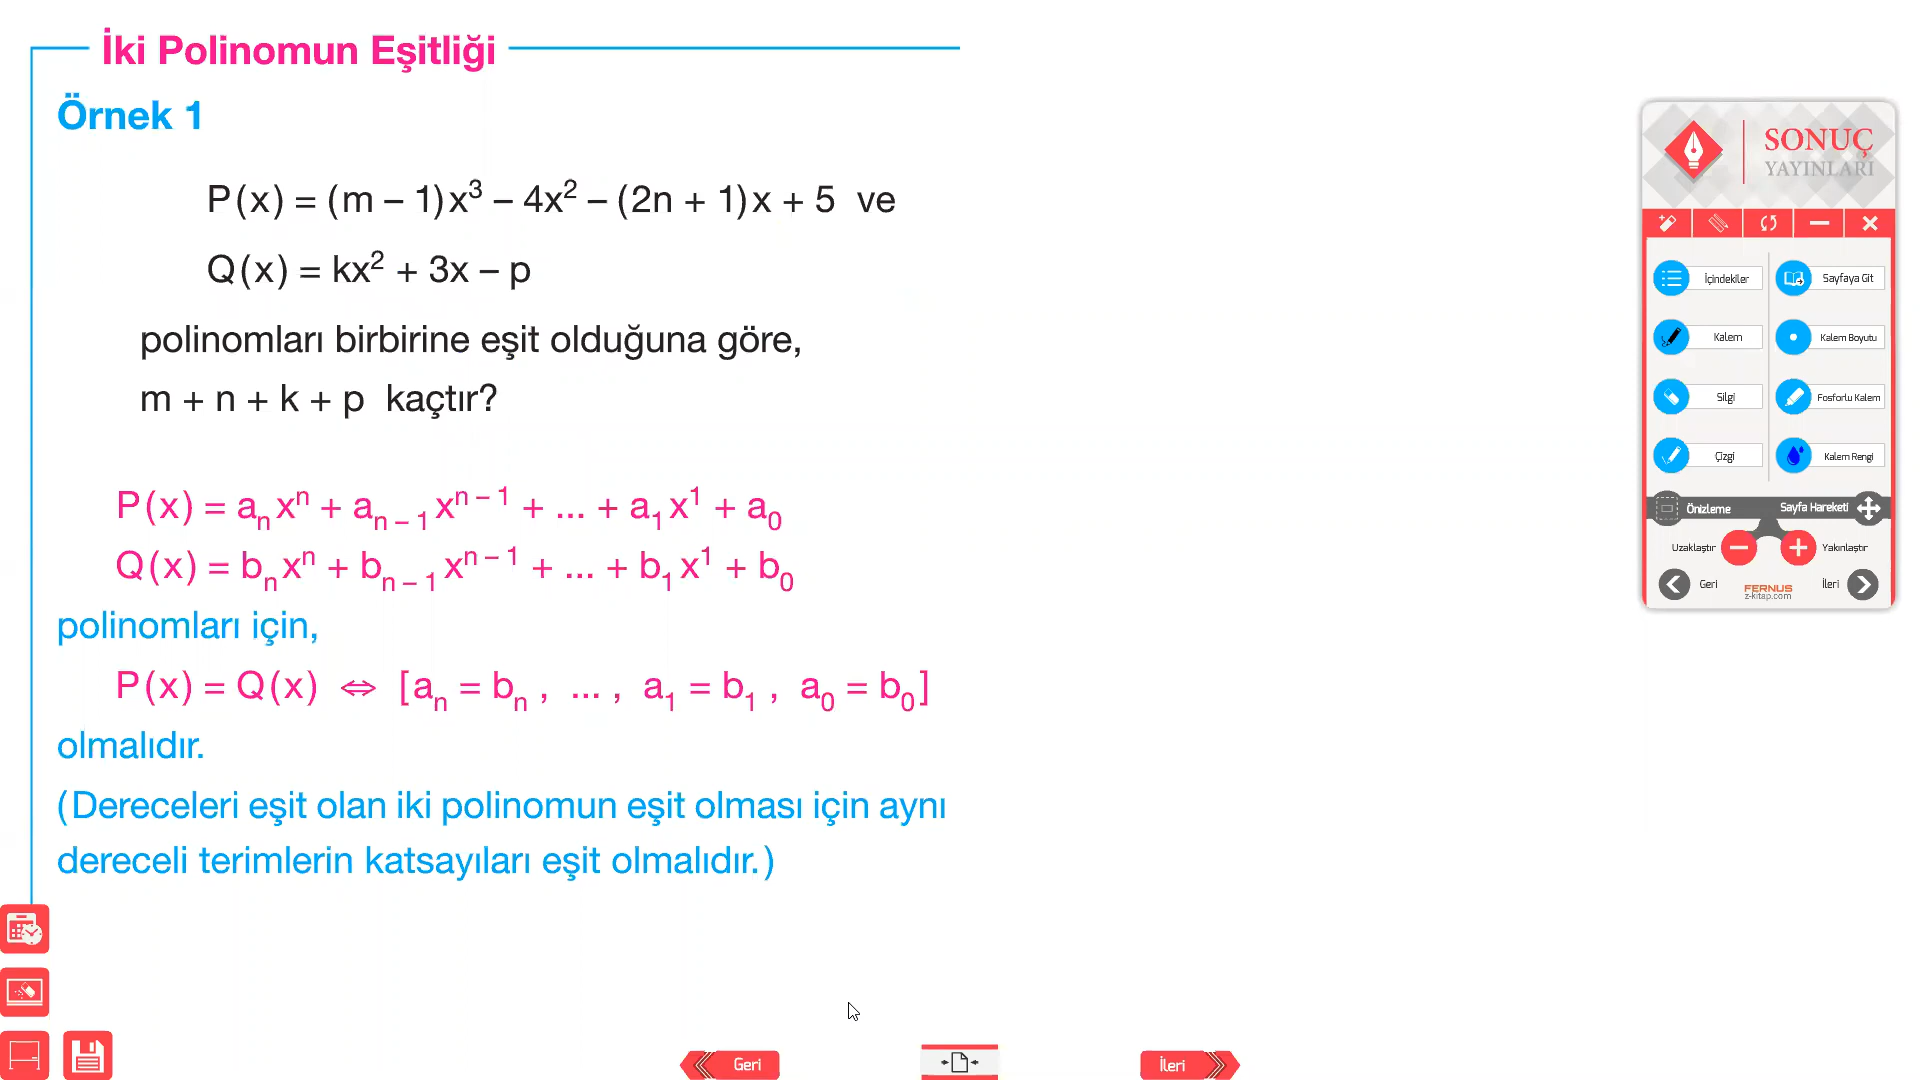 İki Polinomun Eşitliği
Örnek 1
P(x) = (m – 1)x³ – 4x² – (2n + 1)x + 5 ve
Q(x) = kx² + 3x – p
polinomları birbirine eşit olduğuna göre,
m + n + k + p kaçtır?
P(x) = aₙxⁿ + aₙ₋₁xⁿ⁻¹ + ... + a₁x¹ + a₀
Q(x) = bₙxⁿ + bₙ₋₁xⁿ⁻¹ + ... + b₁x¹ + b₀
polinomları için,
P(x) = Q(x) ⇔ [aₙ = bₙ , ... , a₁ = b₁ , a₀ = b₀]
olmalıdır.
(Dereceleri eşit olan iki polinomun eşit olması için aynı
dereceli terimlerin katsayıları eşit olmalıdır.)
SONUÇ
YAYINLARI
İçindekiler
Sayfaya Git
Kalem
Kalem Boyutu
Silgi
Fosforlu Kalem
Çizgi
Kalem Rengi
Önizleme
Sayfa Hareketi
Uzaklaştır
Yakınlaştır
Geri
FERNUS
z-kitap.com
İleri
Geri
İleri